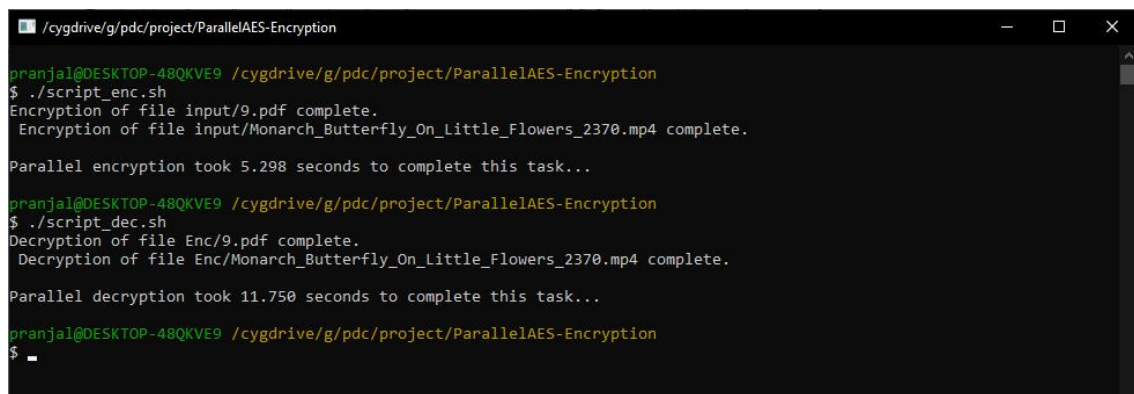 /cygdrive/g/pdc/project/ParallelAES-Encryption
pranjal@DESKTOP-48QKVE9 /cygdrive/g/pdc/project/ParallelAES-Encryption
$ ./script_enc.sh
Encryption of file input/9.pdf complete.
 Encryption of file input/Monarch_Butterfly_On_Little_Flowers_2370.mp4 complete.
Parallel encryption took 5.298 seconds to complete this task...
pranjal@DESKTOP-48QKVE9 /cygdrive/g/pdc/project/ParallelAES-Encryption
$ ./script_dec.sh
Decryption of file Enc/9.pdf complete.
 Decryption of file Enc/Monarch_Butterfly_On_Little_Flowers_2370.mp4 complete.
Parallel decryption took 11.750 seconds to complete this task...
pranjal@DESKTOP-48QKVE9 /cygdrive/g/pdc/project/ParallelAES-Encryption
$